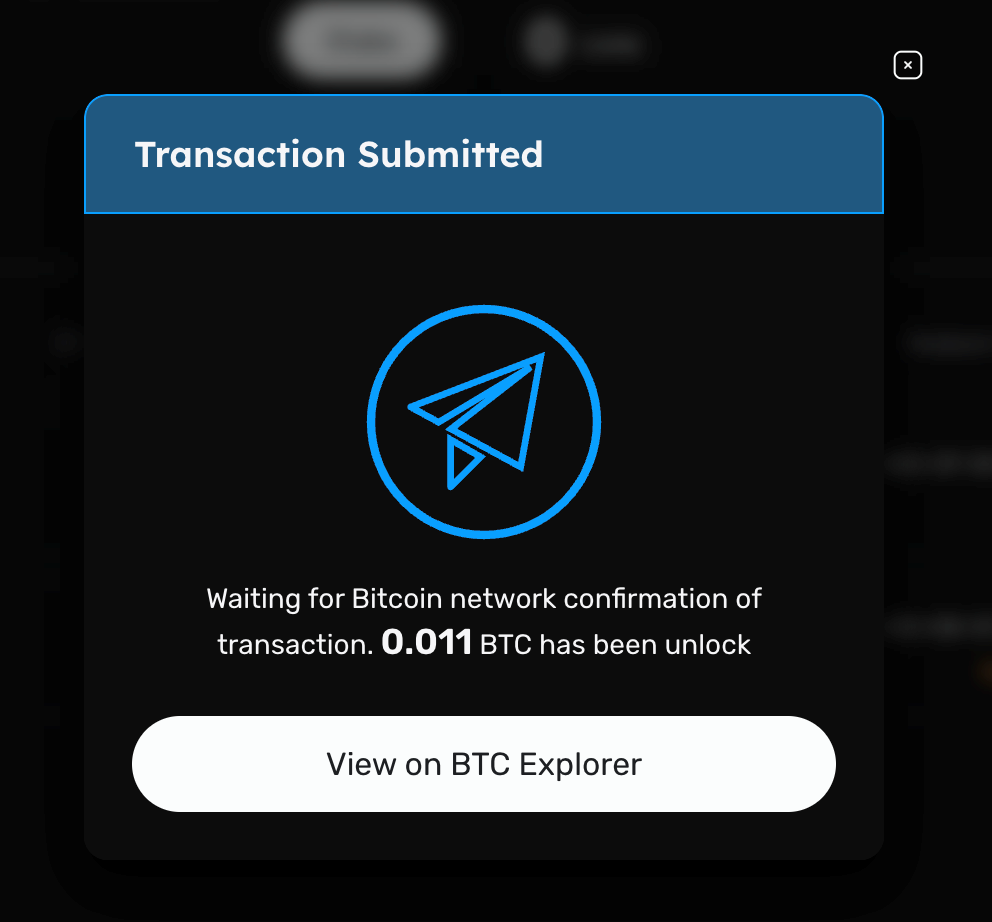 Transaction Submitted
Waiting for Bitcoin network confirmation of
transaction. 0.011 BTC has been unlock
View on BTC Explorer